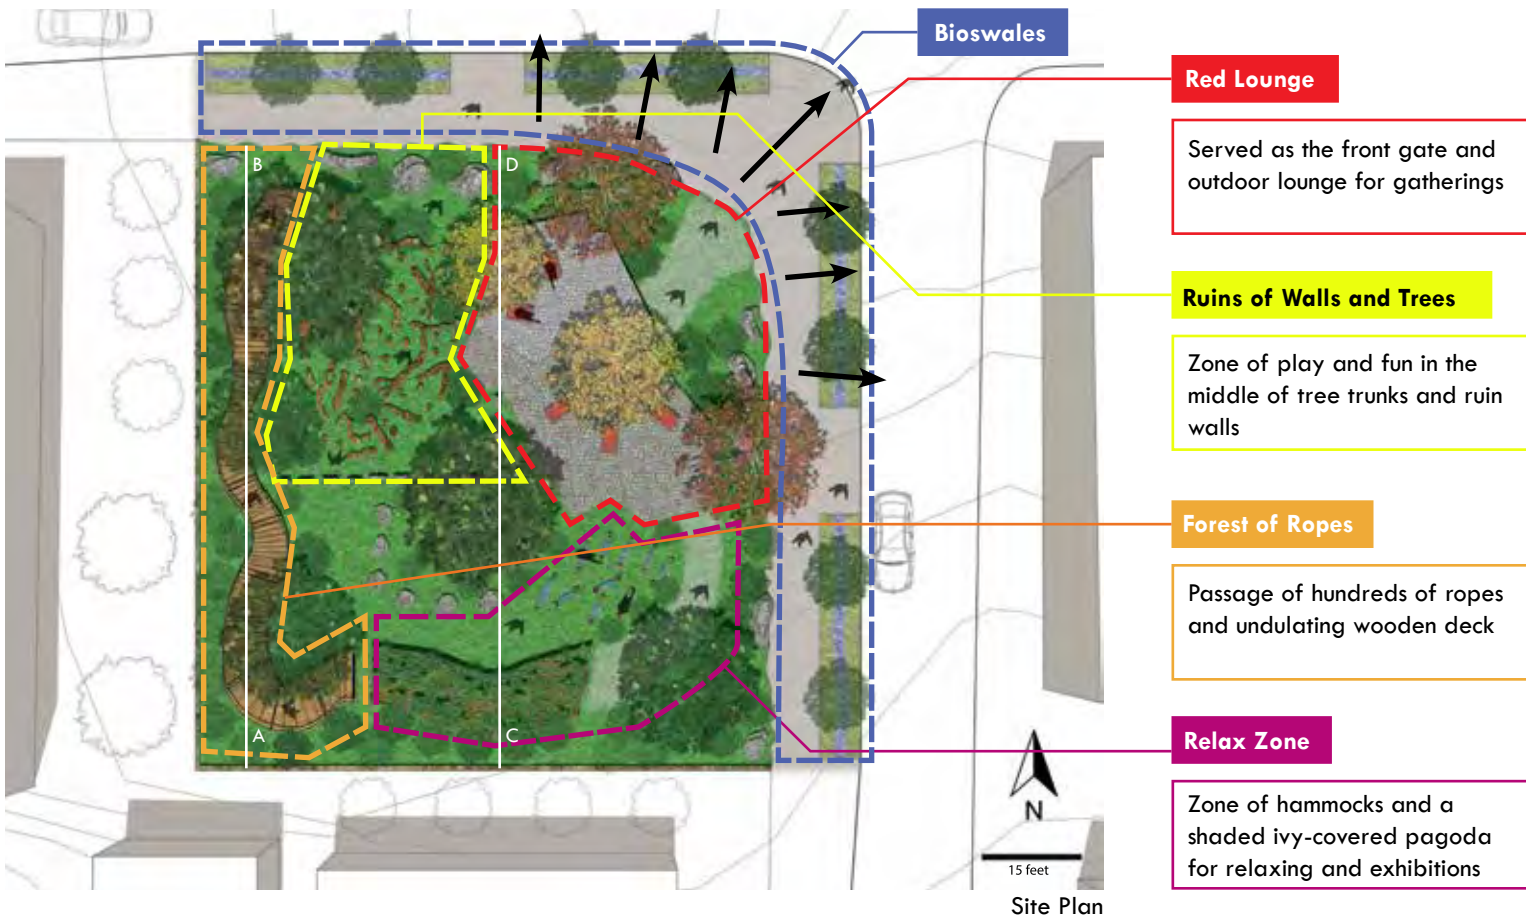 Bioswales
Red Lounge
Served as the front gate and
outdoor lounge for gatherings
Ruins of Walls and Trees
Zone of play and fun in the
middle of tree trunks and ruin
walls
Forest of Ropes
Passage of hundreds of ropes
and undulating wooden deck
Relax Zone
Zone of hammocks and a
shaded ivy-covered pagoda
for relaxing and exhibitions
B
D
A
C
N
15 feet
Site Plan